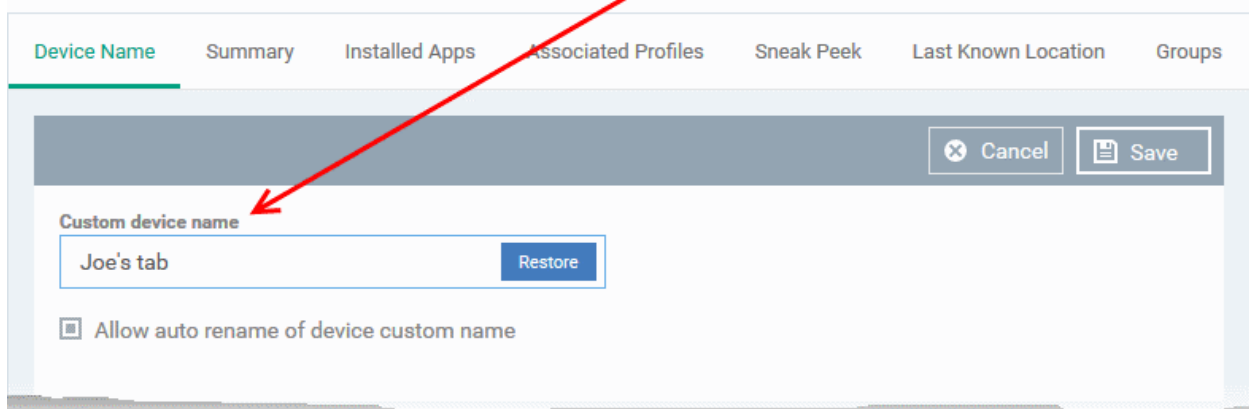 Device Name Summary Installed Apps Associated Profiles Sneak Peek Last Known Location Groups
Cancel Save
Custom device name
Joe's tab Restore
Allow auto rename of device custom name